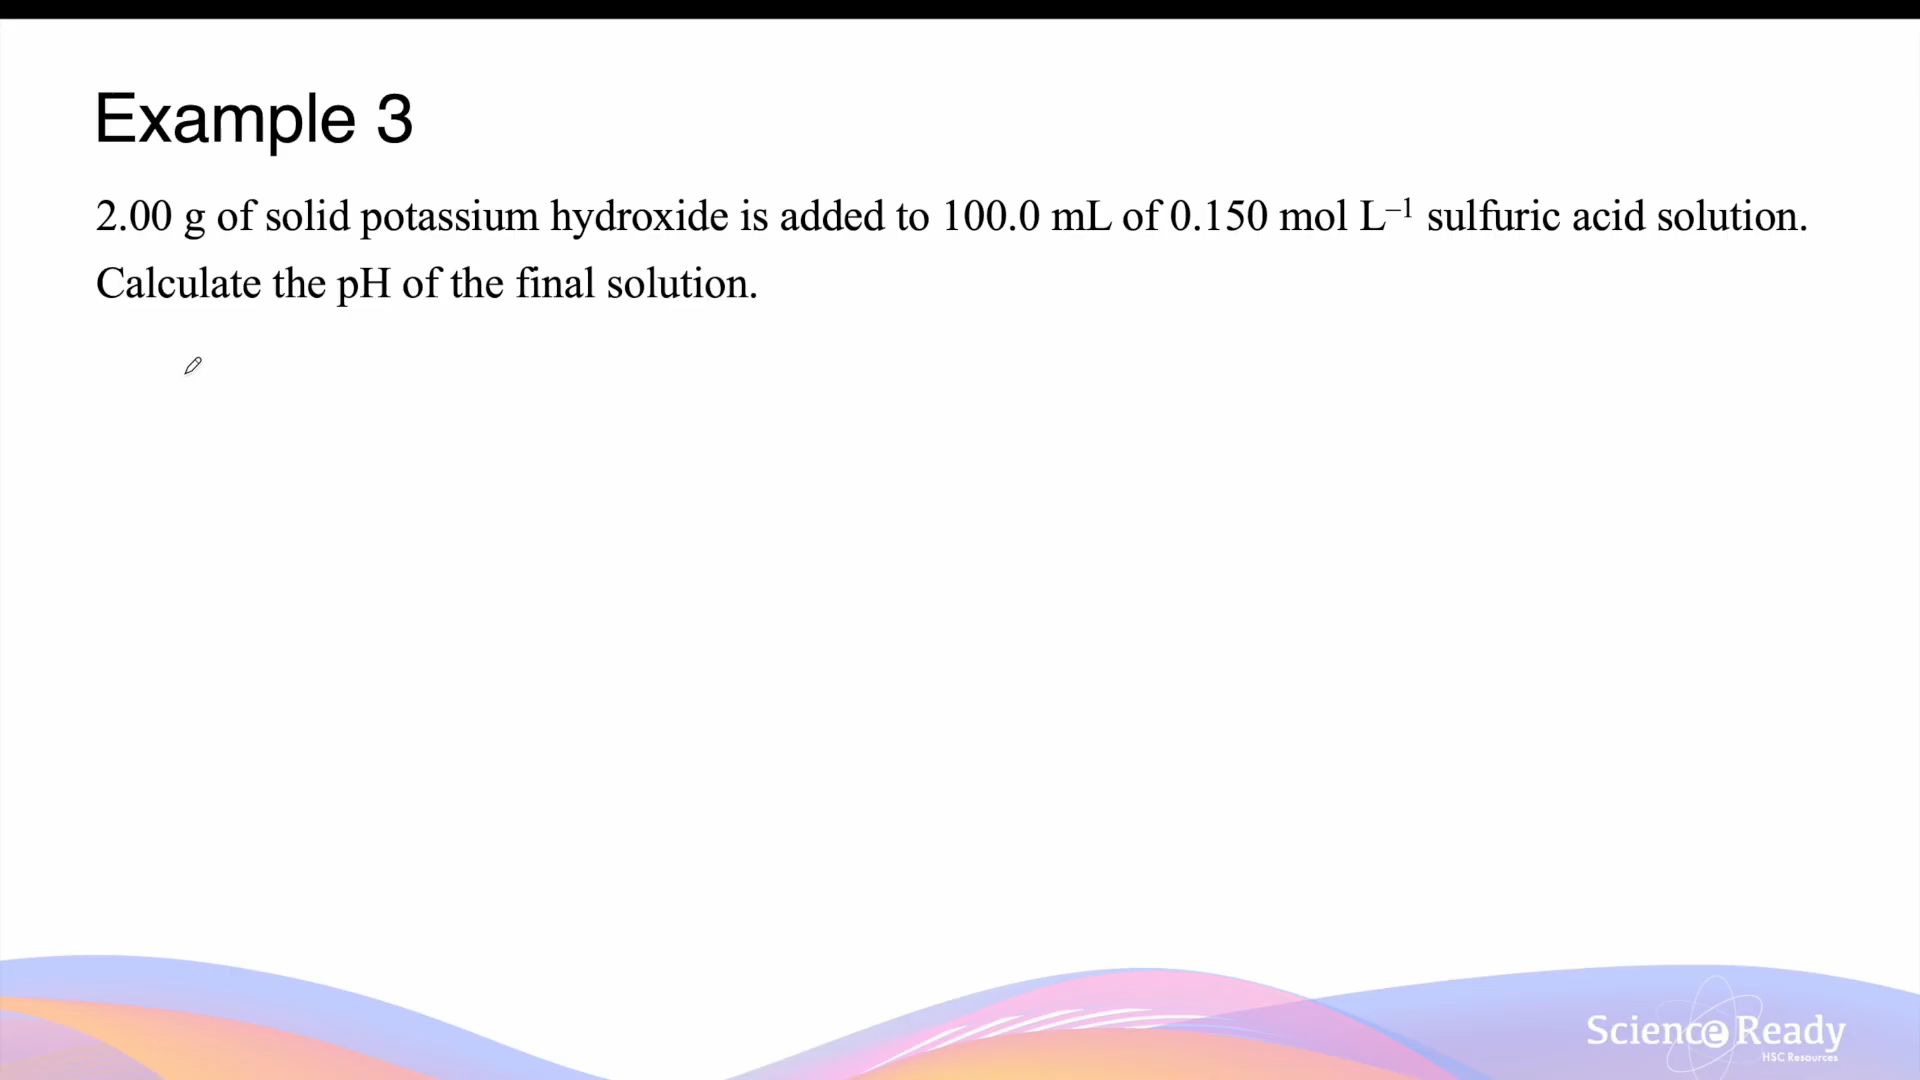 Example 3
2.00 g of solid potassium hydroxide is added to 100.0 mL of 0.150 mol L⁻¹ sulfuric acid solution.
Calculate the pH of the final solution.
Science Ready
HSC Resources